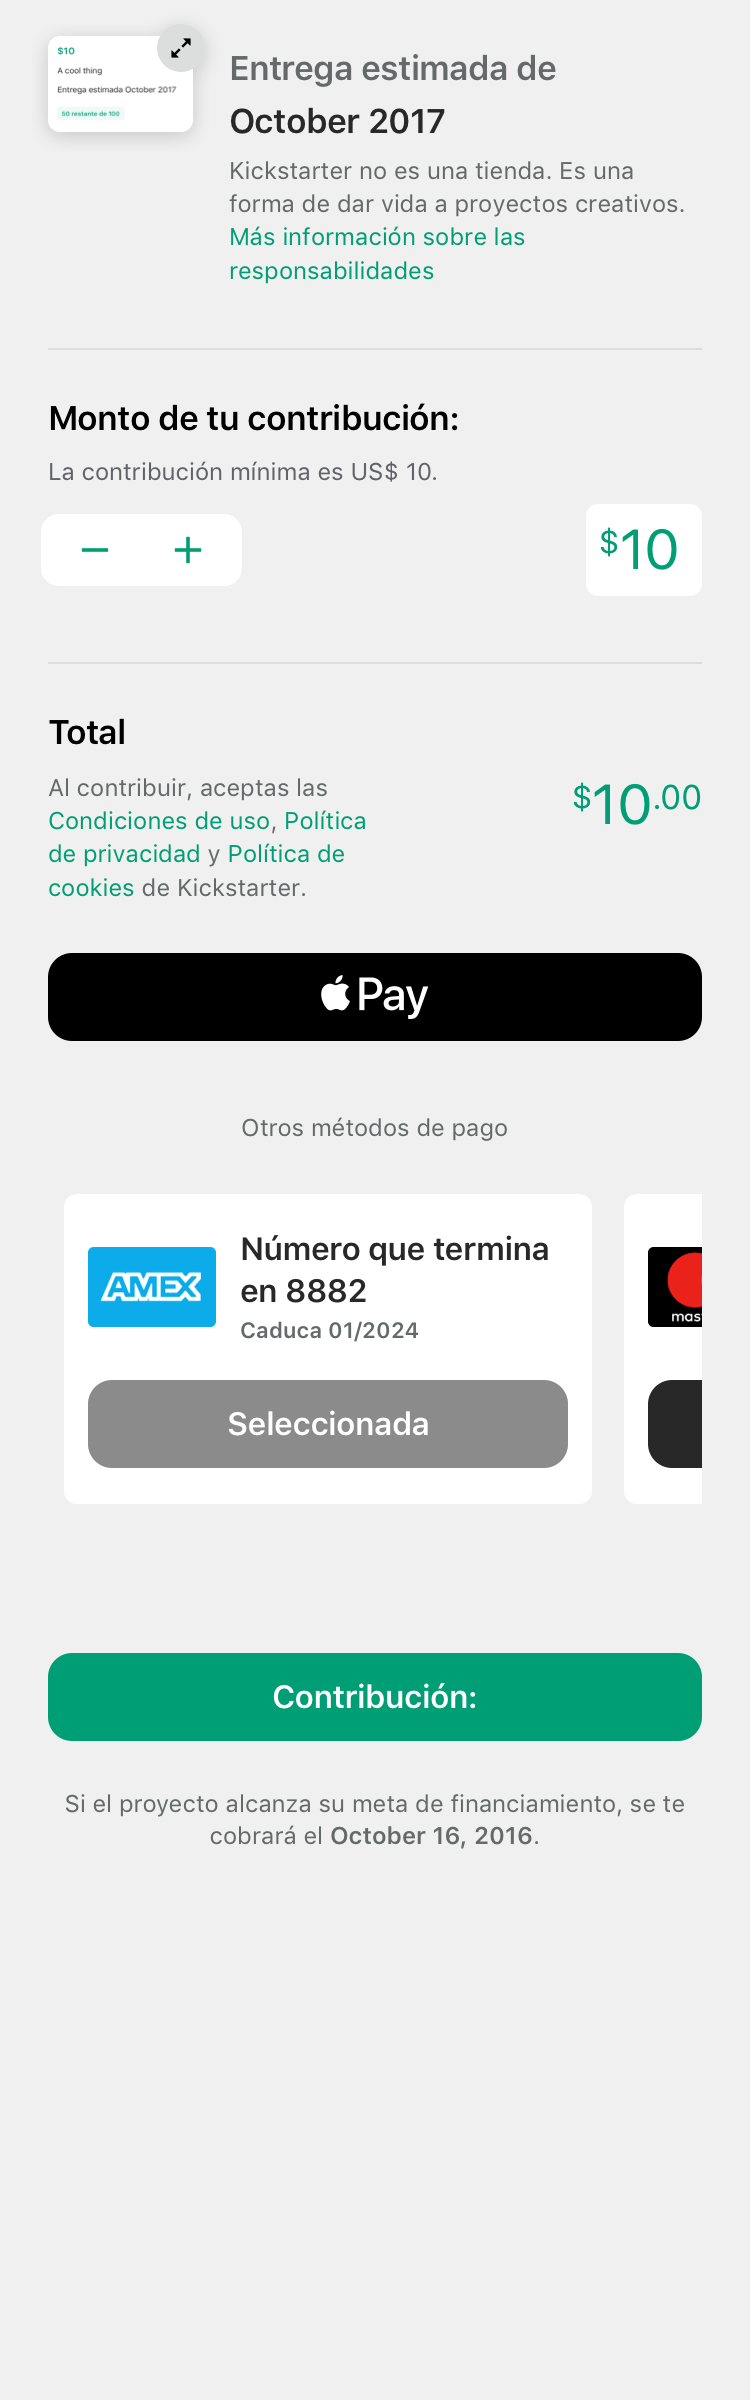 $10
A cool thing
Entrega estimada October 2017
50 restante de 100
Entrega estimada de
October 2017
Kickstarter no es una tienda. Es una
forma de dar vida a proyectos creativos.
Más información sobre las
responsabilidades
Monto de tu contribución:
La contribución mínima es US$ 10.
$10
Total
Al contribuir, aceptas las
Condiciones de uso, Política
de privacidad y Política de
cookies de Kickstarter.
$10.00
Pay
Otros métodos de pago
AMEX
Número que termina
en 8882
Caduca 01/2024
Seleccionada
mas
Contribución:
Si el proyecto alcanza su meta de financiamiento, se te
cobrará el October 16, 2016.